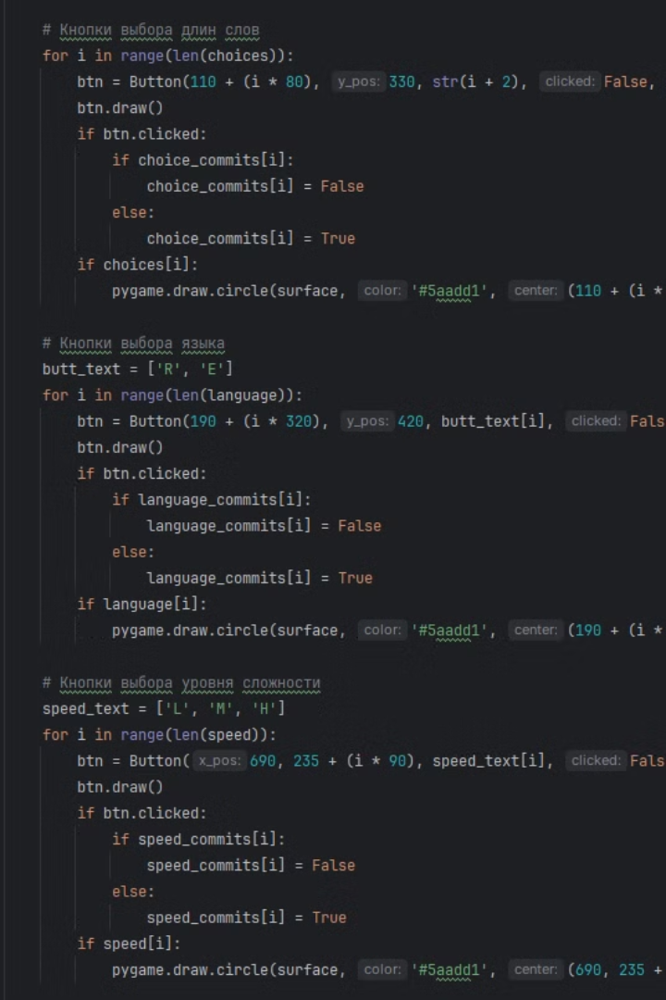 # Кнопки выбора длин слов
for i in range(len(choices)):
btn = Button(110 + (i * 80), y_pos: 330, str(i + 2), clicked: False,
btn.draw()
if btn.clicked:
if choice_commits[i]:
choice_commits[i] = False
else:
choice_commits[i] = True
if choices[i]:
pygame.draw.circle(surface, color: '#5aadd1', center: (110 + (i *
# Кнопки выбора языка
butt_text = ['R', 'E']
for i in range(len(language)):
btn = Button(190 + (i * 320), y_pos: 420, butt_text[i], clicked: Fals
btn.draw()
if btn.clicked:
if language_commits[i]:
language_commits[i] = False
else:
language_commits[i] = True
if language[i]:
pygame.draw.circle(surface, color: '#5aadd1', center: (190 + (i *
# Кнопки выбора уровня сложности
speed_text = ['L', 'M', 'H']
for i in range(len(speed)):
btn = Button( x_pos: 690, 235 + (i * 90), speed_text[i], clicked: Fals
btn.draw()
if btn.clicked:
if speed_commits[i]:
speed_commits[i] = False
else:
speed_commits[i] = True
if speed[i]:
pygame.draw.circle(surface, color: '#5aadd1', center: (690, 235 +